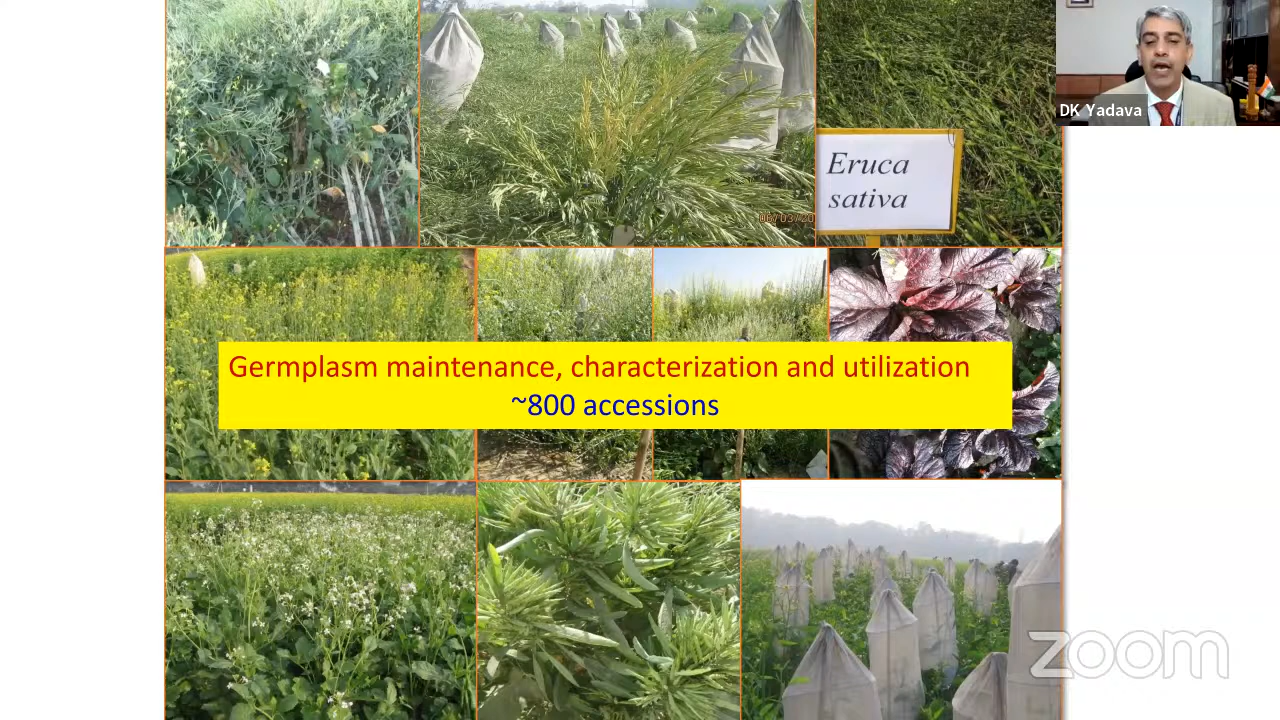 DK Yadava
Eruca
sativa
Germplasm maintenance, characterization and utilization
~800 accessions
zoom